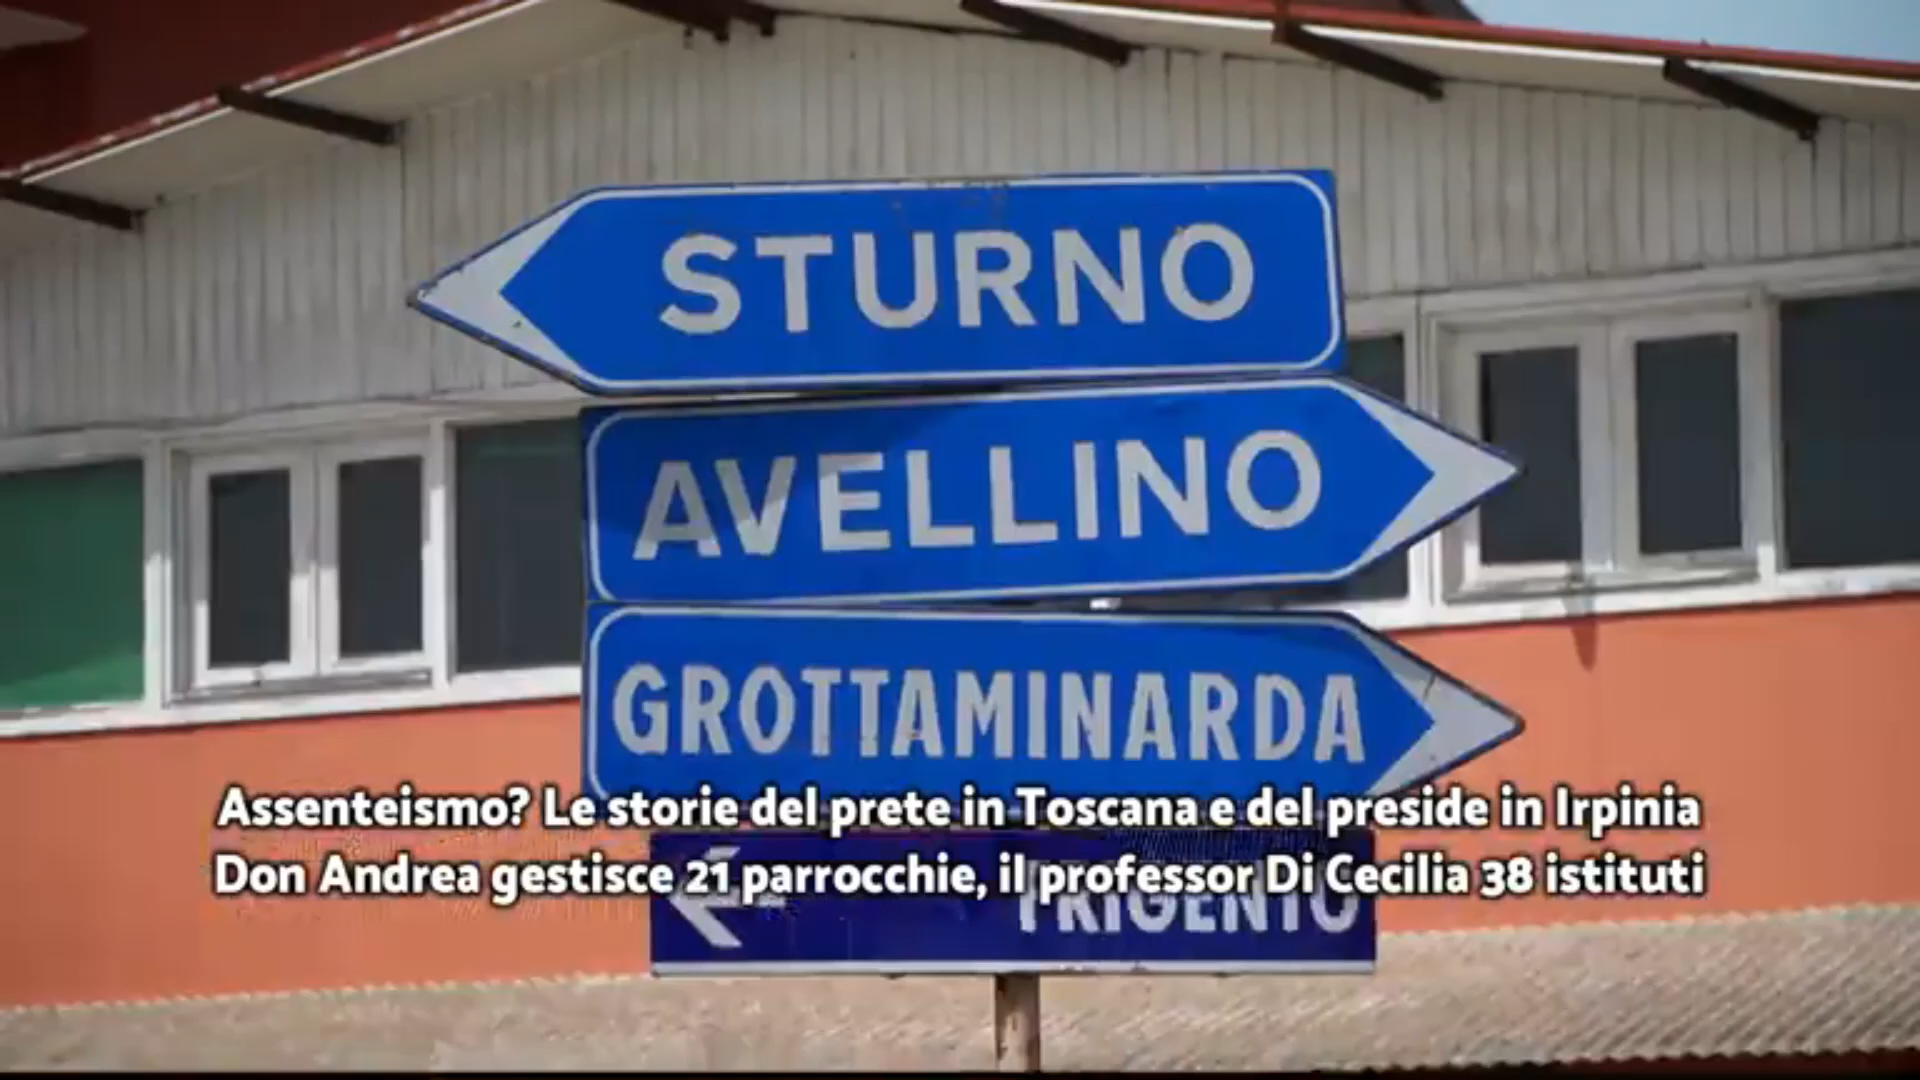 STURNO
AVELLINO
GROTTAMINARDA
Assenteismo? Le storie del prete in Toscana e del preside in Irpinia
Don Andrea gestisce 21 parrocchie, il professor Di Cecilia 38 istituti
FRIGENTO